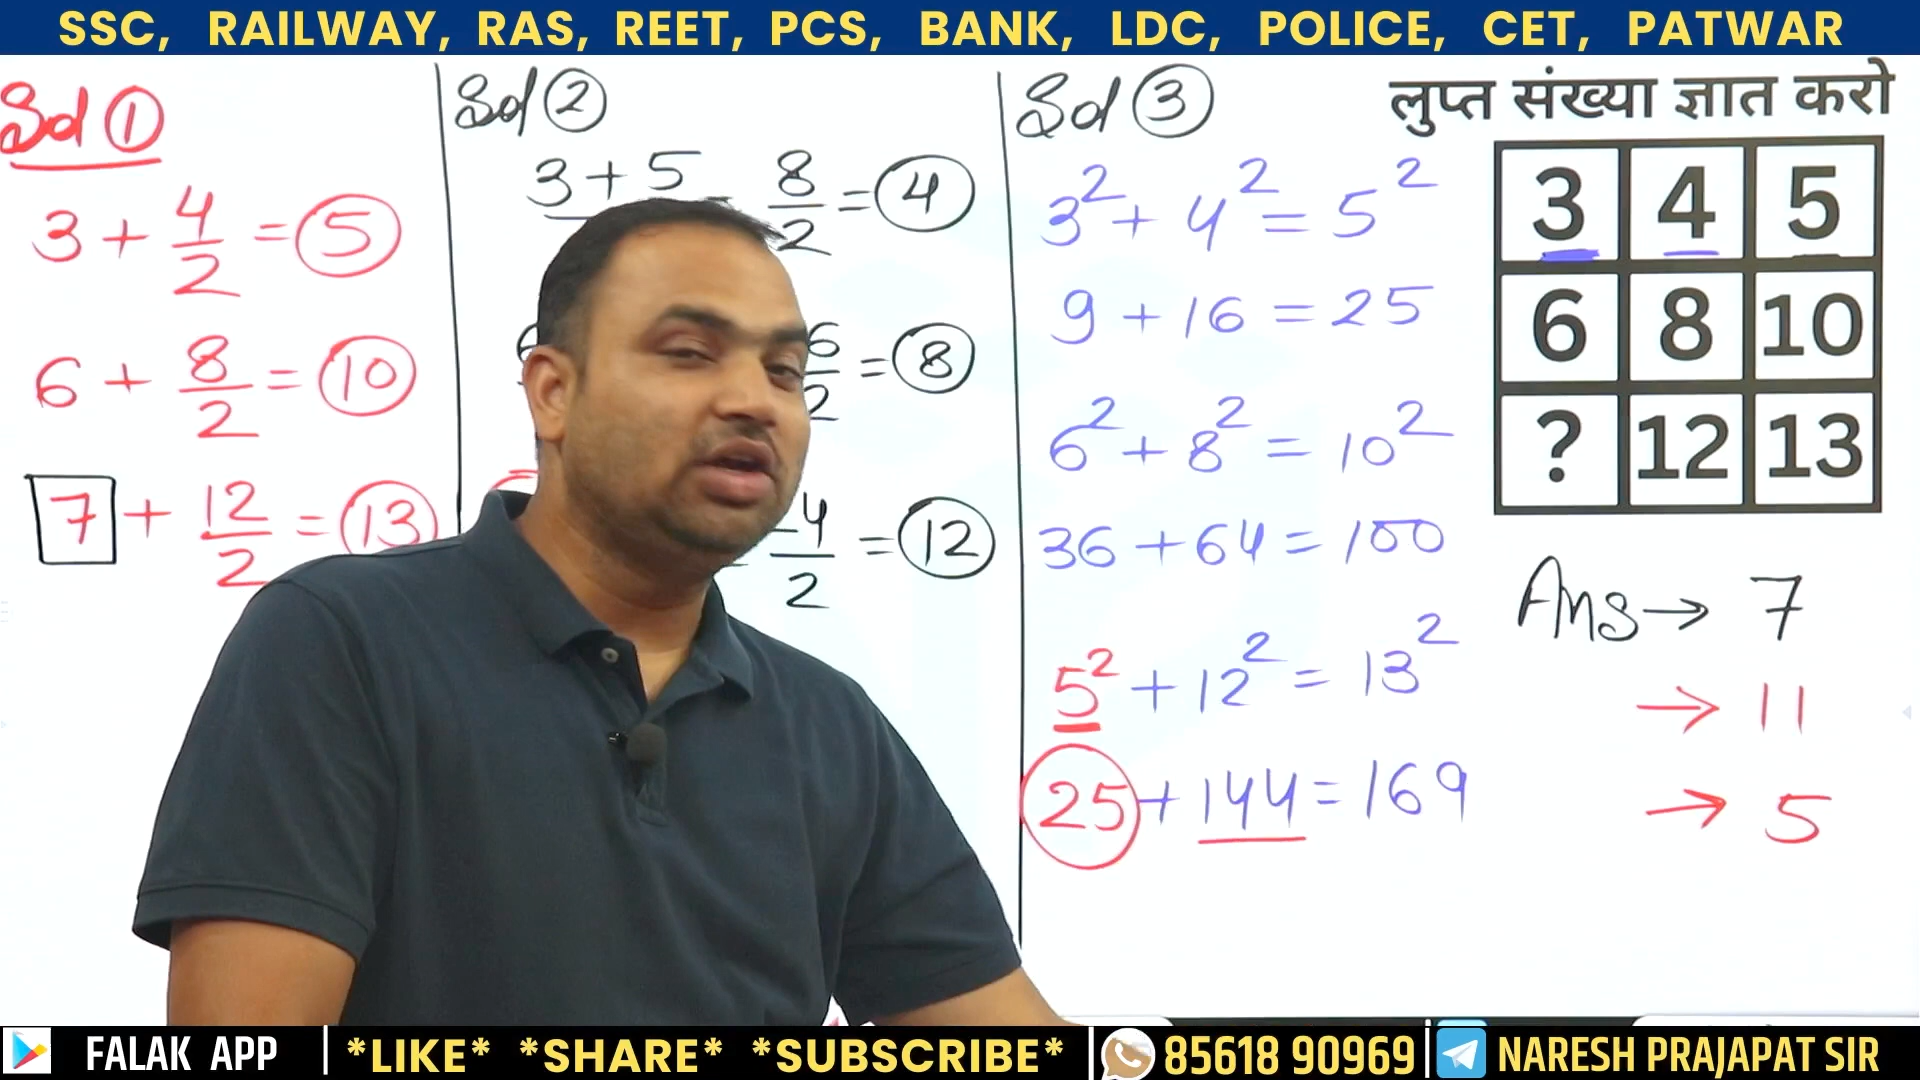 SSC, RAILWAY, RAS, REET, PCS, BANK, LDC, POLICE, CET, PATWAR
Sol ①
3 + 4/2 = 5
6 + 8/2 = 10
7 + 12/2 = 13
Sol ②
3 + 5
8/2 = 4
6/2 = 8
4/2 = 12
Sol ③
3² + 4² = 5²
9 + 16 = 25
6² + 8² = 10²
36 + 64 = 100
5² + 12² = 13²
25 + 144 = 169
लुप्त संख्या ज्ञात करो
3 4 5
6 8 10
? 12 13
Ans → 7
→ 11
→ 5
FALAK APP
*LIKE* *SHARE* *SUBSCRIBE*
85618 90969
NARESH PRAJAPAT SIR